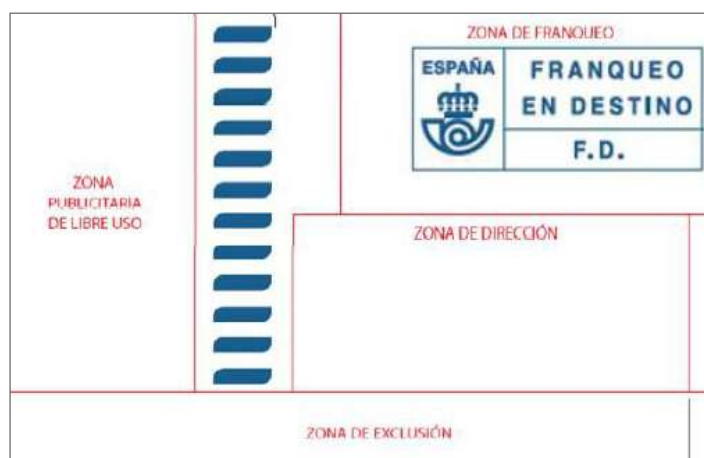 ZONA DE FRANQUEO
ESPAÑA
FRANQUEO
EN DESTINO
F.D.
ZONA
PUBLICITARIA
DE LIBRE USO
ZONA DE DIRECCIÓN
ZONA DE EXCLUSIÓN